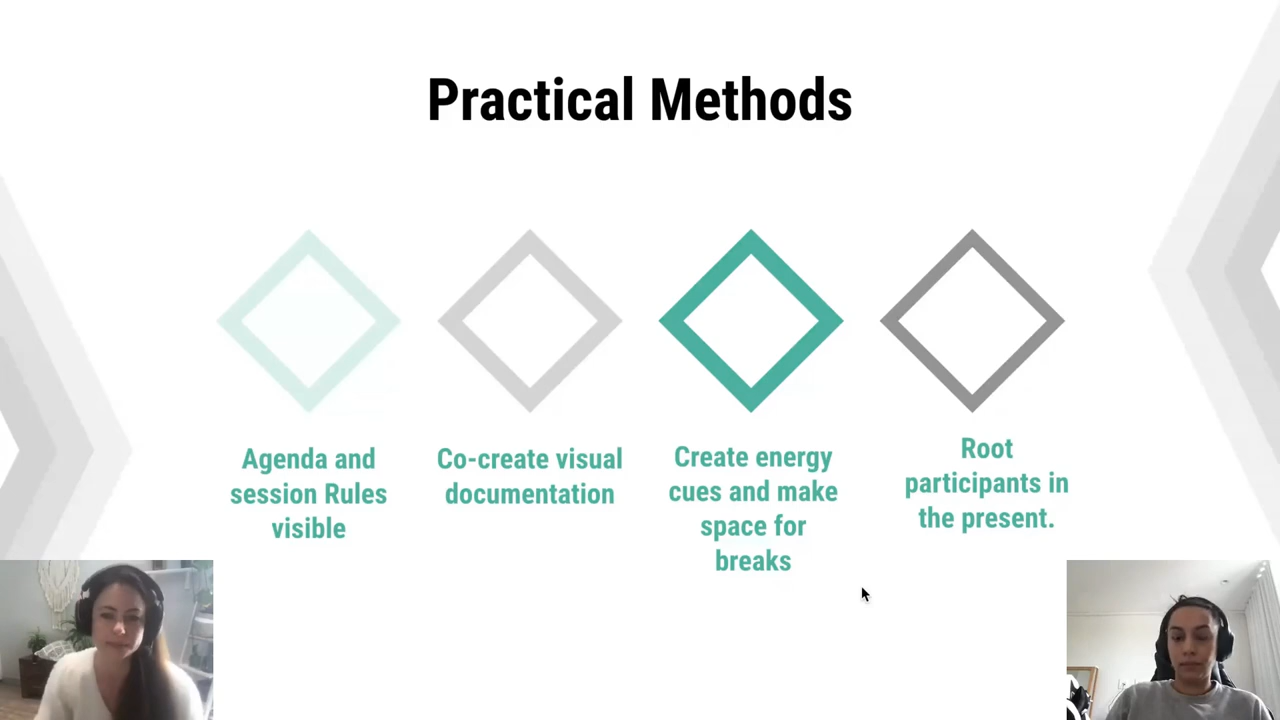 Practical Methods
Agenda and
session Rules
visible
Co-create visual
documentation
Create energy
cues and make
space for
breaks
Root
participants in
the present.